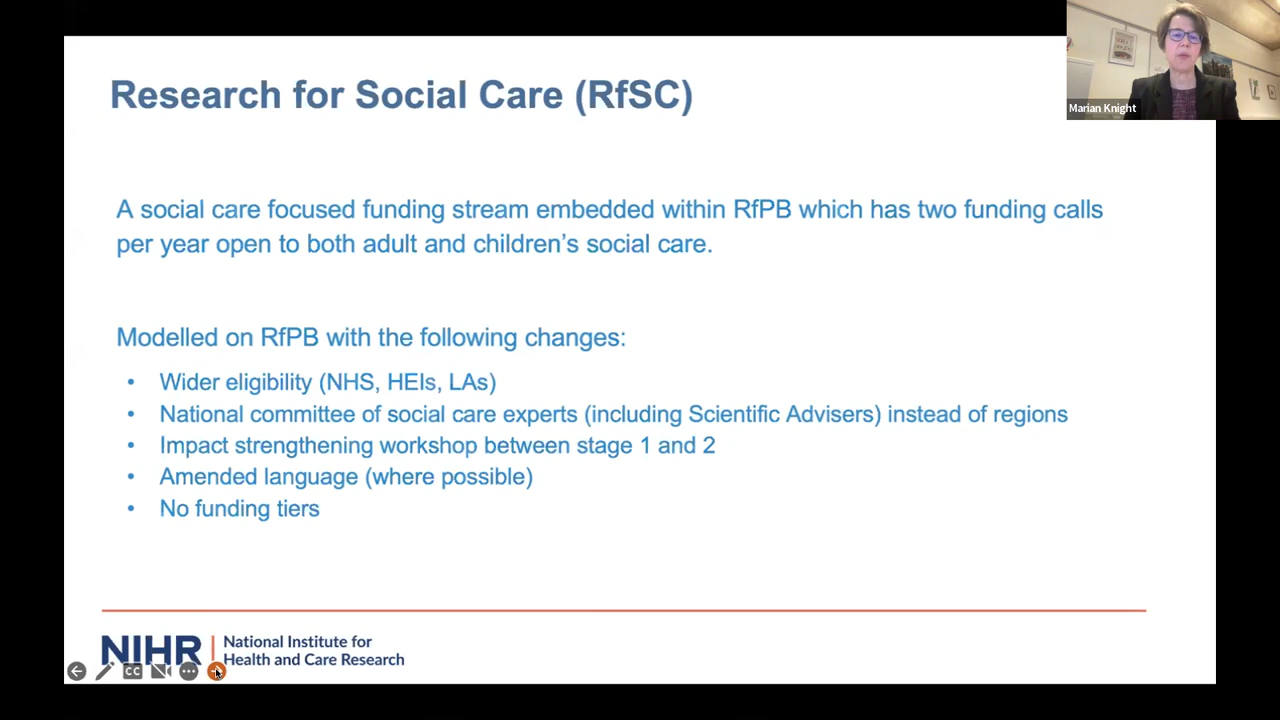 Research for Social Care (RfSC)
Marian Knight
A social care focused funding stream embedded within RfPB which has two funding calls
per year open to both adult and children's social care.
Modelled on RfPB with the following changes:
• Wider eligibility (NHS, HEIs, LAs)
• National committee of social care experts (including Scientific Advisers) instead of regions
• Impact strengthening workshop between stage 1 and 2
• Amended language (where possible)
• No funding tiers
NIHR | National Institute for
Health and Care Research
CC